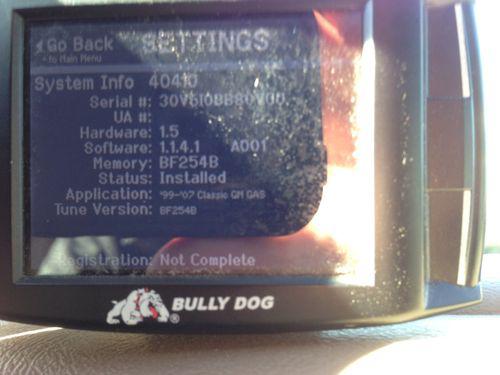 Go Back SETTINGS
to Main Menu
System Info 40410
Serial #:
UA #:
Hardware: 1.5
Software: 1.1.4.1 A001
Memory: BF254B
Status: Installed
Application: '99-'07 Classic GM GAS
Tune Version: BF254B
Registration: Not Complete
BULLY DOG
®